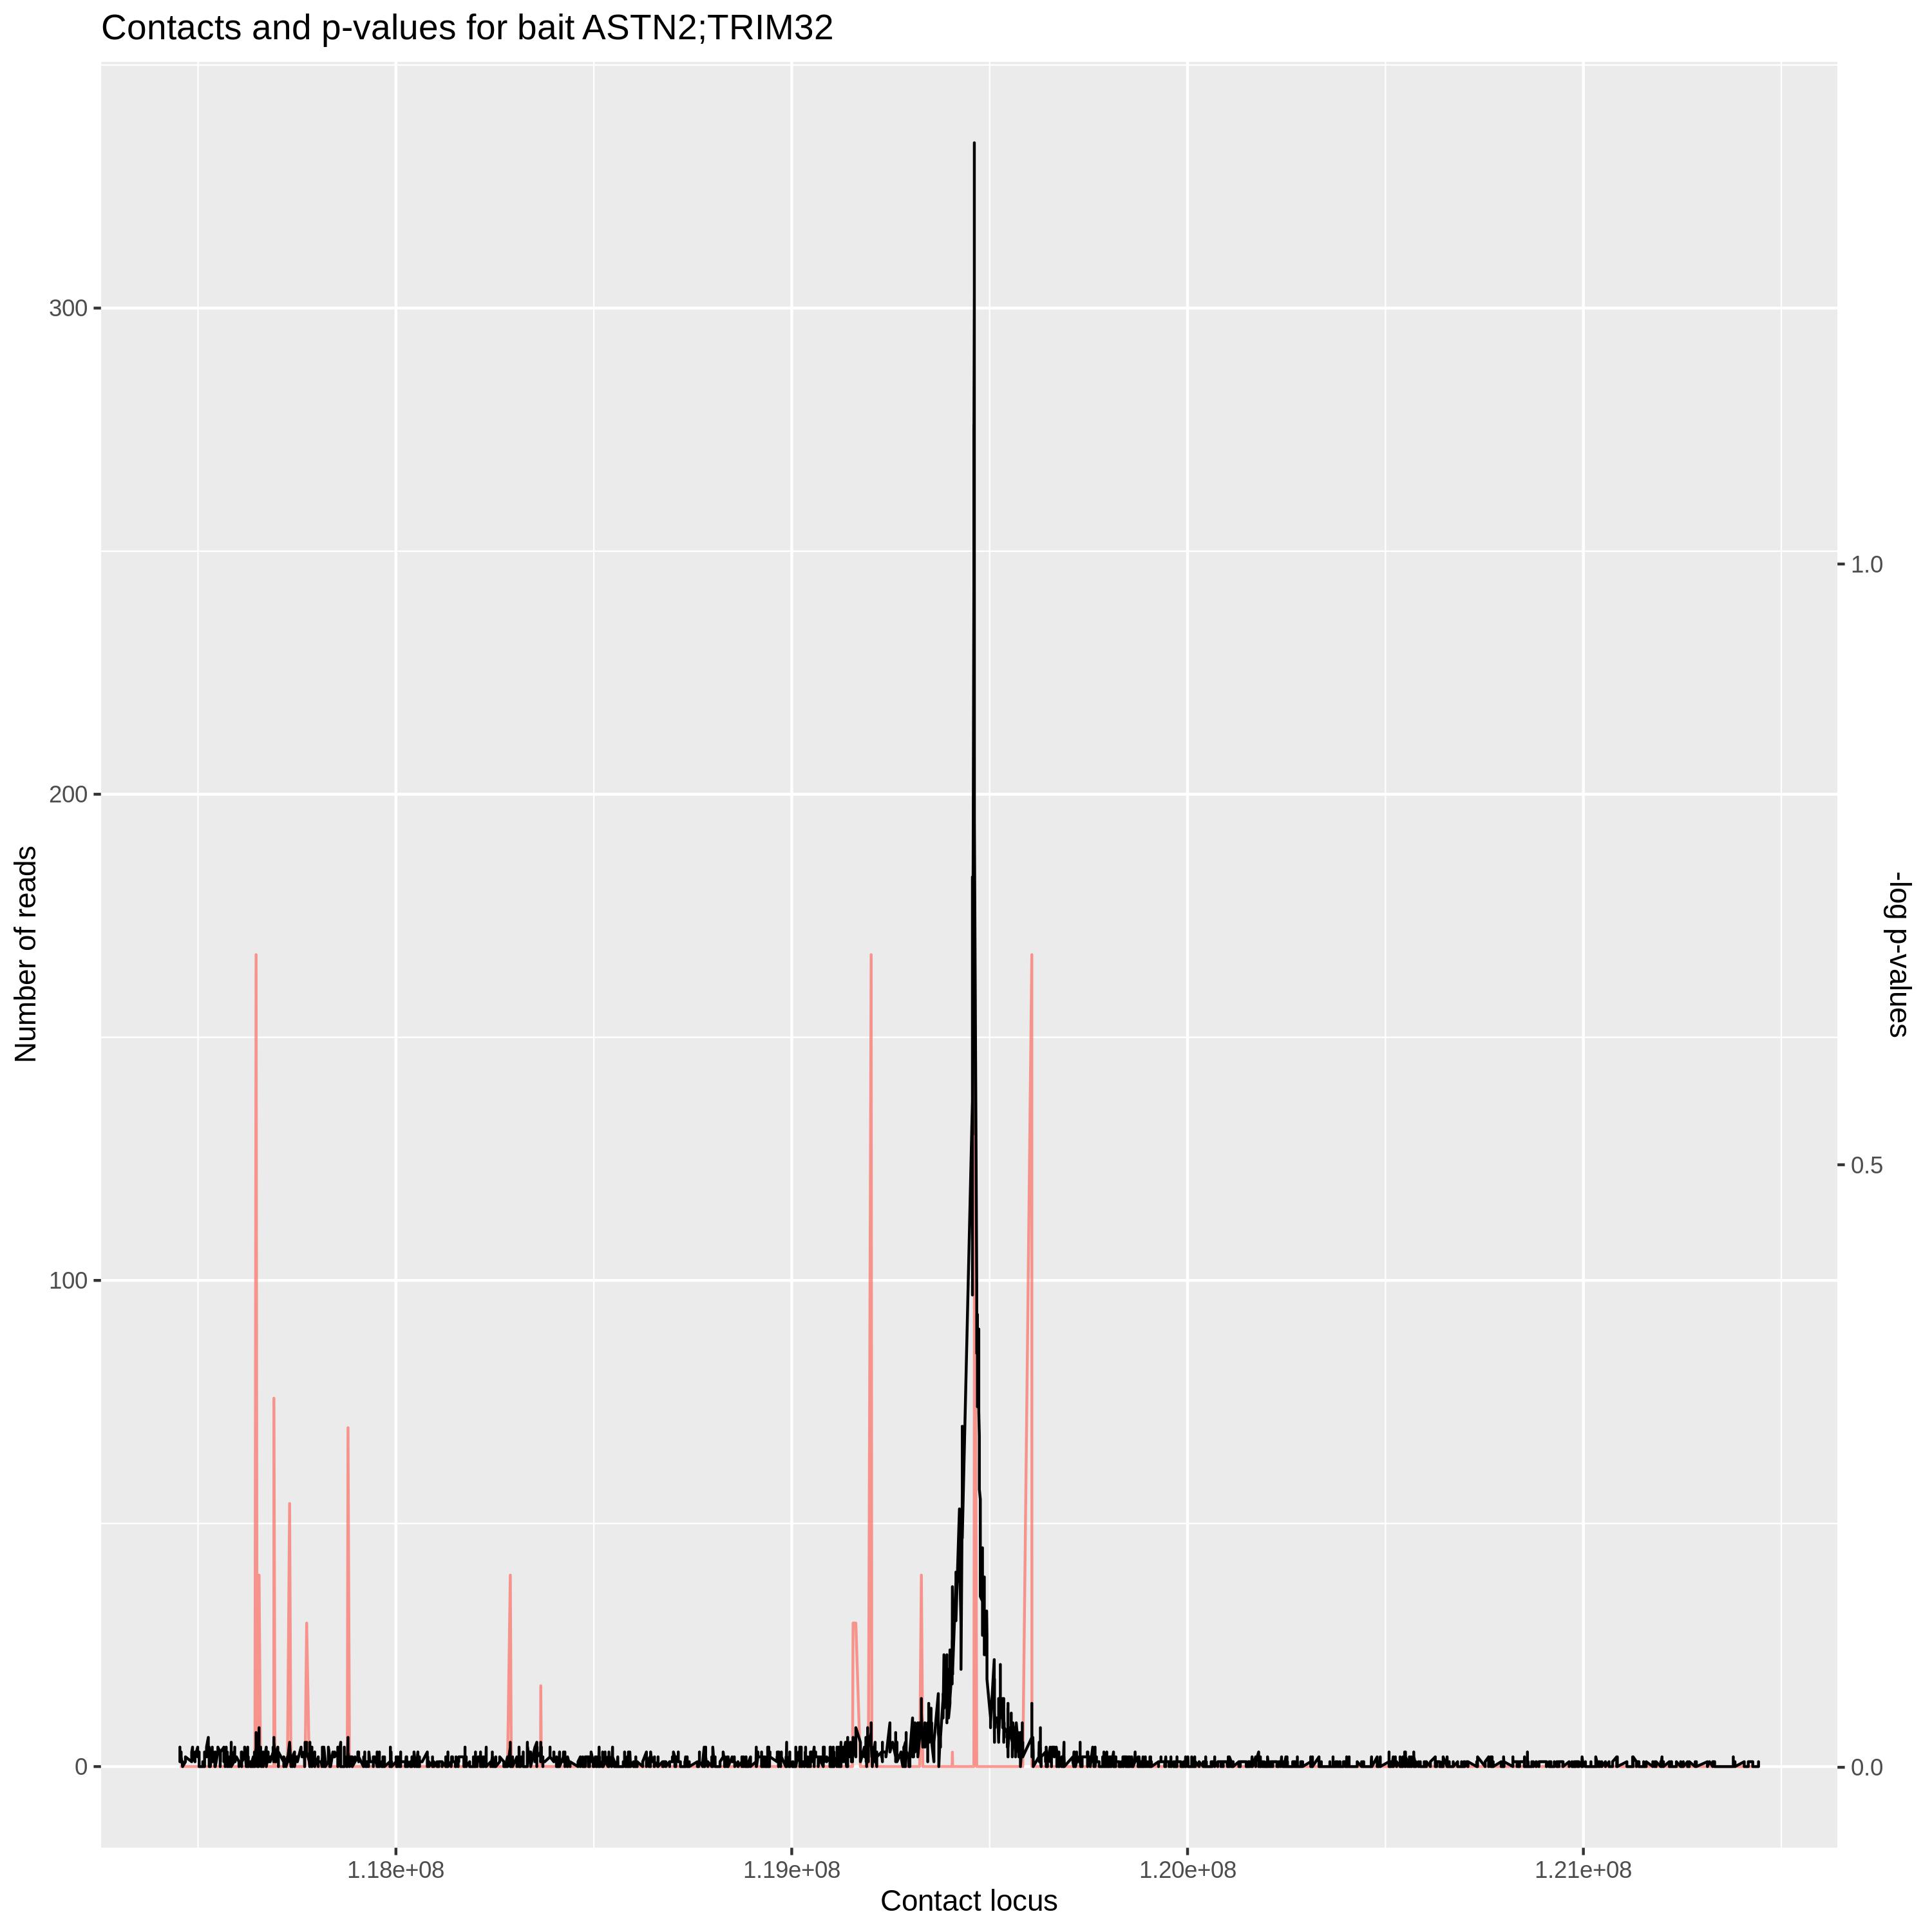 Contacts and p-values for bait ASTN2;TRIM32
300
200
100
0
Number of reads
1.0
0.5
0.0
-log p-values
1.18e+08
1.19e+08
1.20e+08
1.21e+08
Contact locus